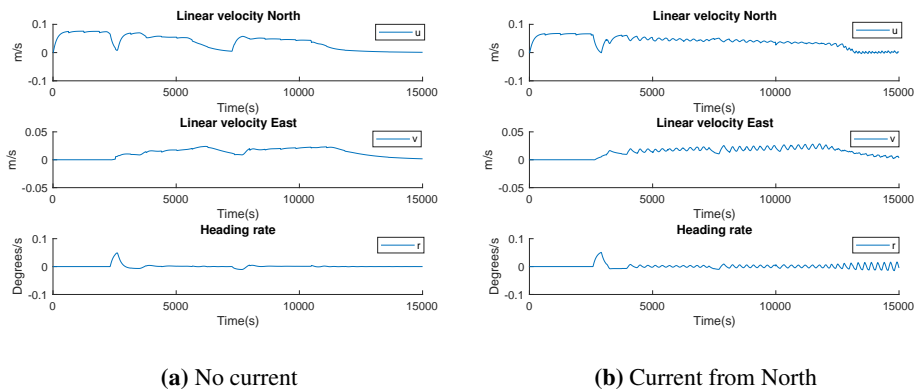 Linear velocity North
0.1
0
-0.1
m/s
u
0 5000 10000 15000
Time(s)
Linear velocity East
0.05
0
-0.05
m/s
v
0 5000 10000 15000
Time(s)
Heading rate
0.1
0
-0.1
Degrees/s
r
0 5000 10000 15000
Time(s)
(a) No current
Linear velocity North
0.1
0
-0.1
m/s
u
0 5000 10000 15000
Time(s)
Linear velocity East
0.05
0
-0.05
m/s
v
0 5000 10000 15000
Time(s)
Heading rate
0.1
0
-0.1
Degrees/s
r
0 5000 10000 15000
Time(s)
(b) Current from North